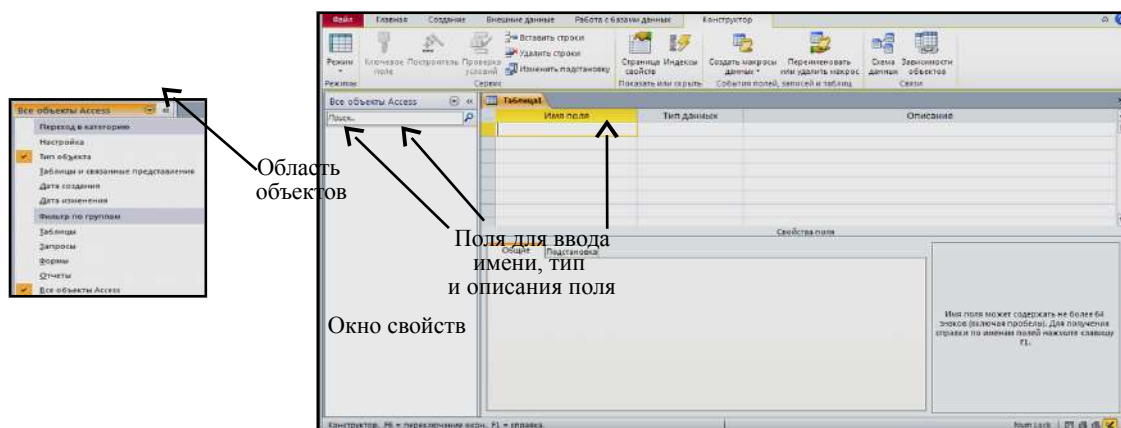 Файл Главная Создание Внешние данные Работа с базами данных Конструктор
Режим
Ключевое поле
Построитель
Проверка условий
Вставить строки
Удалить строки
Изменить подстановку
Страница свойств
Индексы
Создать макросы данных
Переименовать или удалить макрос
Схема данных
Зависимости объектов
Режимы Сервис Показать или скрыть События полей, записей и таблиц Связи
Все объекты Access
Переход в категорию
Настройка
Тип объекта
Таблицы и связанные представления
Дата создания
Дата изменения
Фильтр по группам
Таблицы
Запросы
Формы
Отчеты
Все объекты Access
Область
объектов
Все объекты Access
Поиск...
Таблица1
Имя поля Тип данных Описание
Свойства поля
Поля для ввода
имени, тип
и описания поля
Общие Подстановка
Окно свойств
Имя поля может содержать не более 64
знаков (включая пробелы). Для получения
справки по именам полей нажмите клавишу
F1.
Конструктор. F6 = переключение окон. F1 = справка.
Num Lock